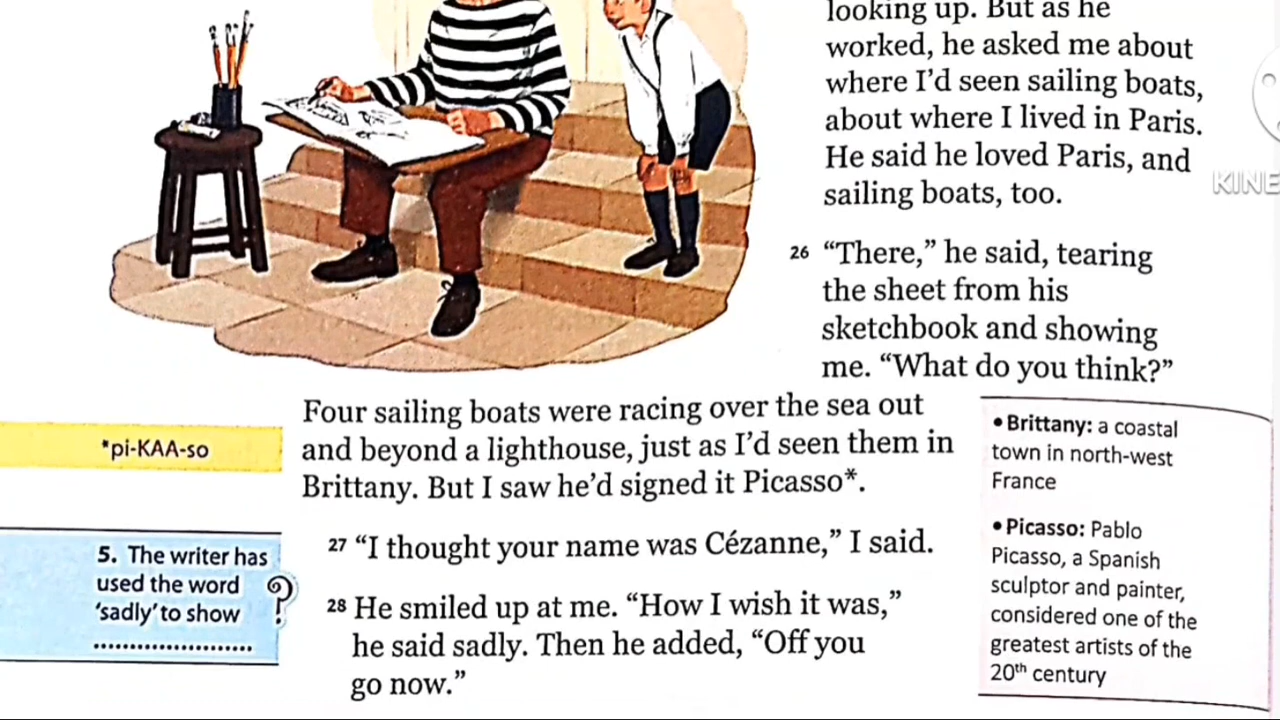 looking up. But as he
worked, he asked me about
where I'd seen sailing boats,
about where I lived in Paris.
He said he loved Paris, and
sailing boats, too.
26 “There,” he said, tearing
the sheet from his
sketchbook and showing
me. “What do you think?”
Four sailing boats were racing over the sea out
and beyond a lighthouse, just as I'd seen them in
Brittany. But I saw he'd signed it Picasso*.
27 “I thought your name was Cézanne,” I said.
28 He smiled up at me. “How I wish it was,”
he said sadly. Then he added, “Off you
go now.”
*pi-KAA-so
5. The writer has
used the word
‘sadly’ to show
......................
?
• Brittany: a coastal
town in north-west
France
• Picasso: Pablo
Picasso, a Spanish
sculptor and painter,
considered one of the
greatest artists of the
20th century
KINE